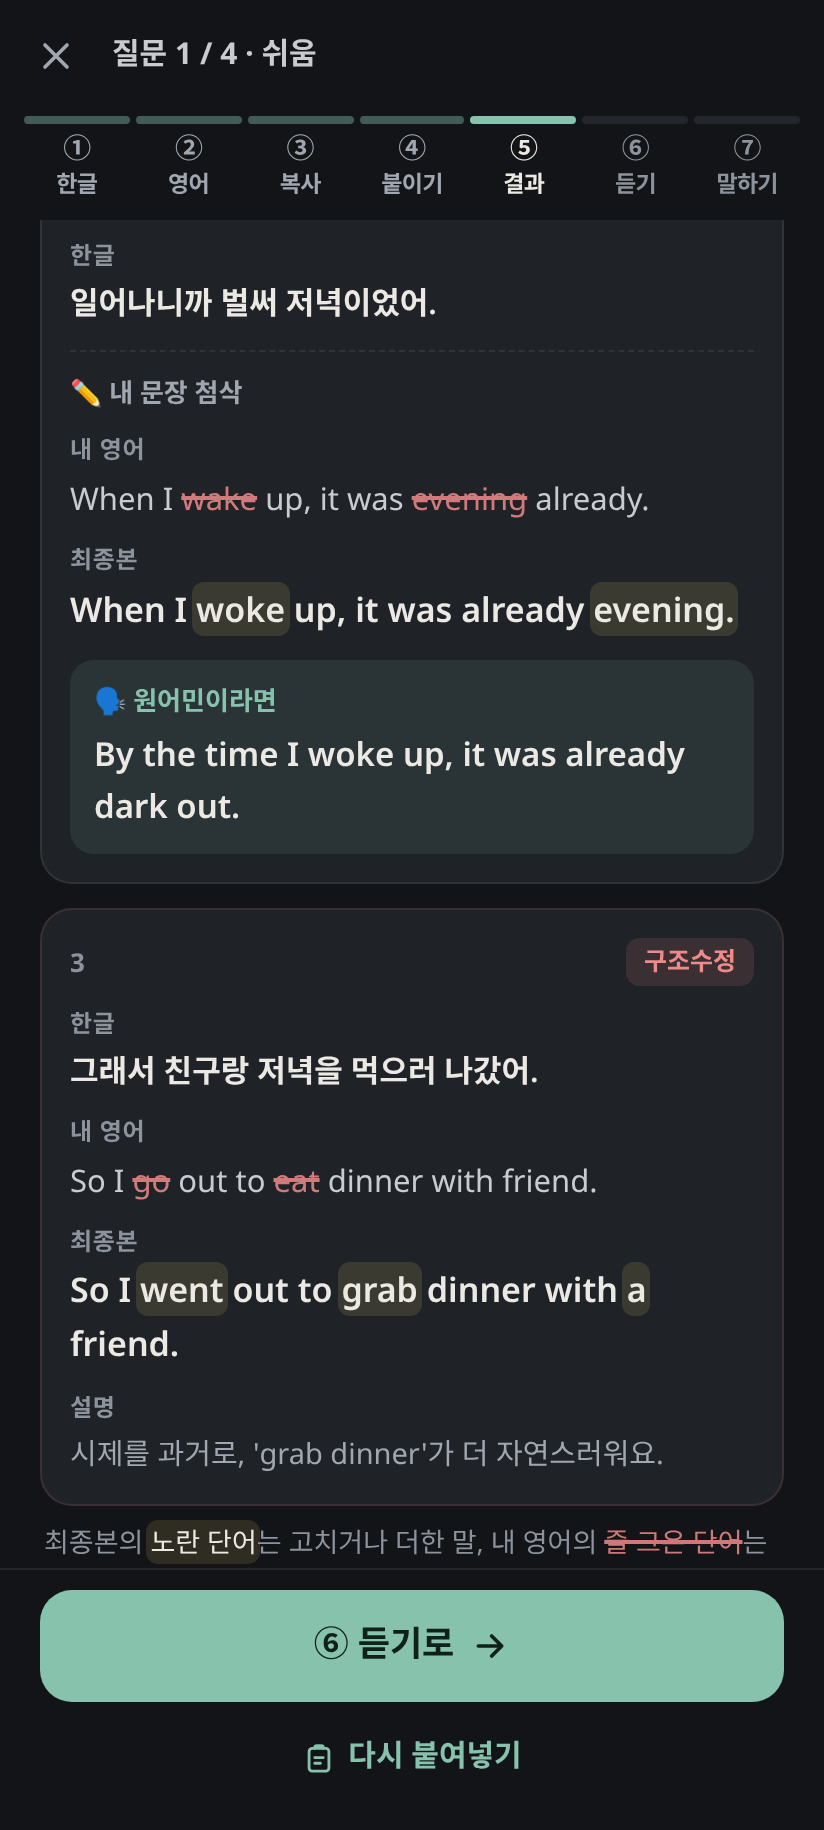 질문 1 / 4 · 쉬움
① ② ③ ④ ⑤ ⑥ ⑦
한글 영어 복사 붙이기 결과 듣기 말하기
한글
일어나니까 벌써 저녁이었어.
✏️ 내 문장 첨삭
내 영어
When I wake up, it was evening already.
최종본
When I woke up, it was already evening.
🗣️ 원어민이라면
By the time I woke up, it was already
dark out.
3 구조수정
한글
그래서 친구랑 저녁을 먹으러 나갔어.
내 영어
So I go out to eat dinner with friend.
최종본
So I went out to grab dinner with a
friend.
설명
시제를 과거로, 'grab dinner'가 더 자연스러워요.
최종본의 노란 단어는 고치거나 더한 말, 내 영어의 줄 그은 단어는
⑥ 듣기로 →
다시 붙여넣기